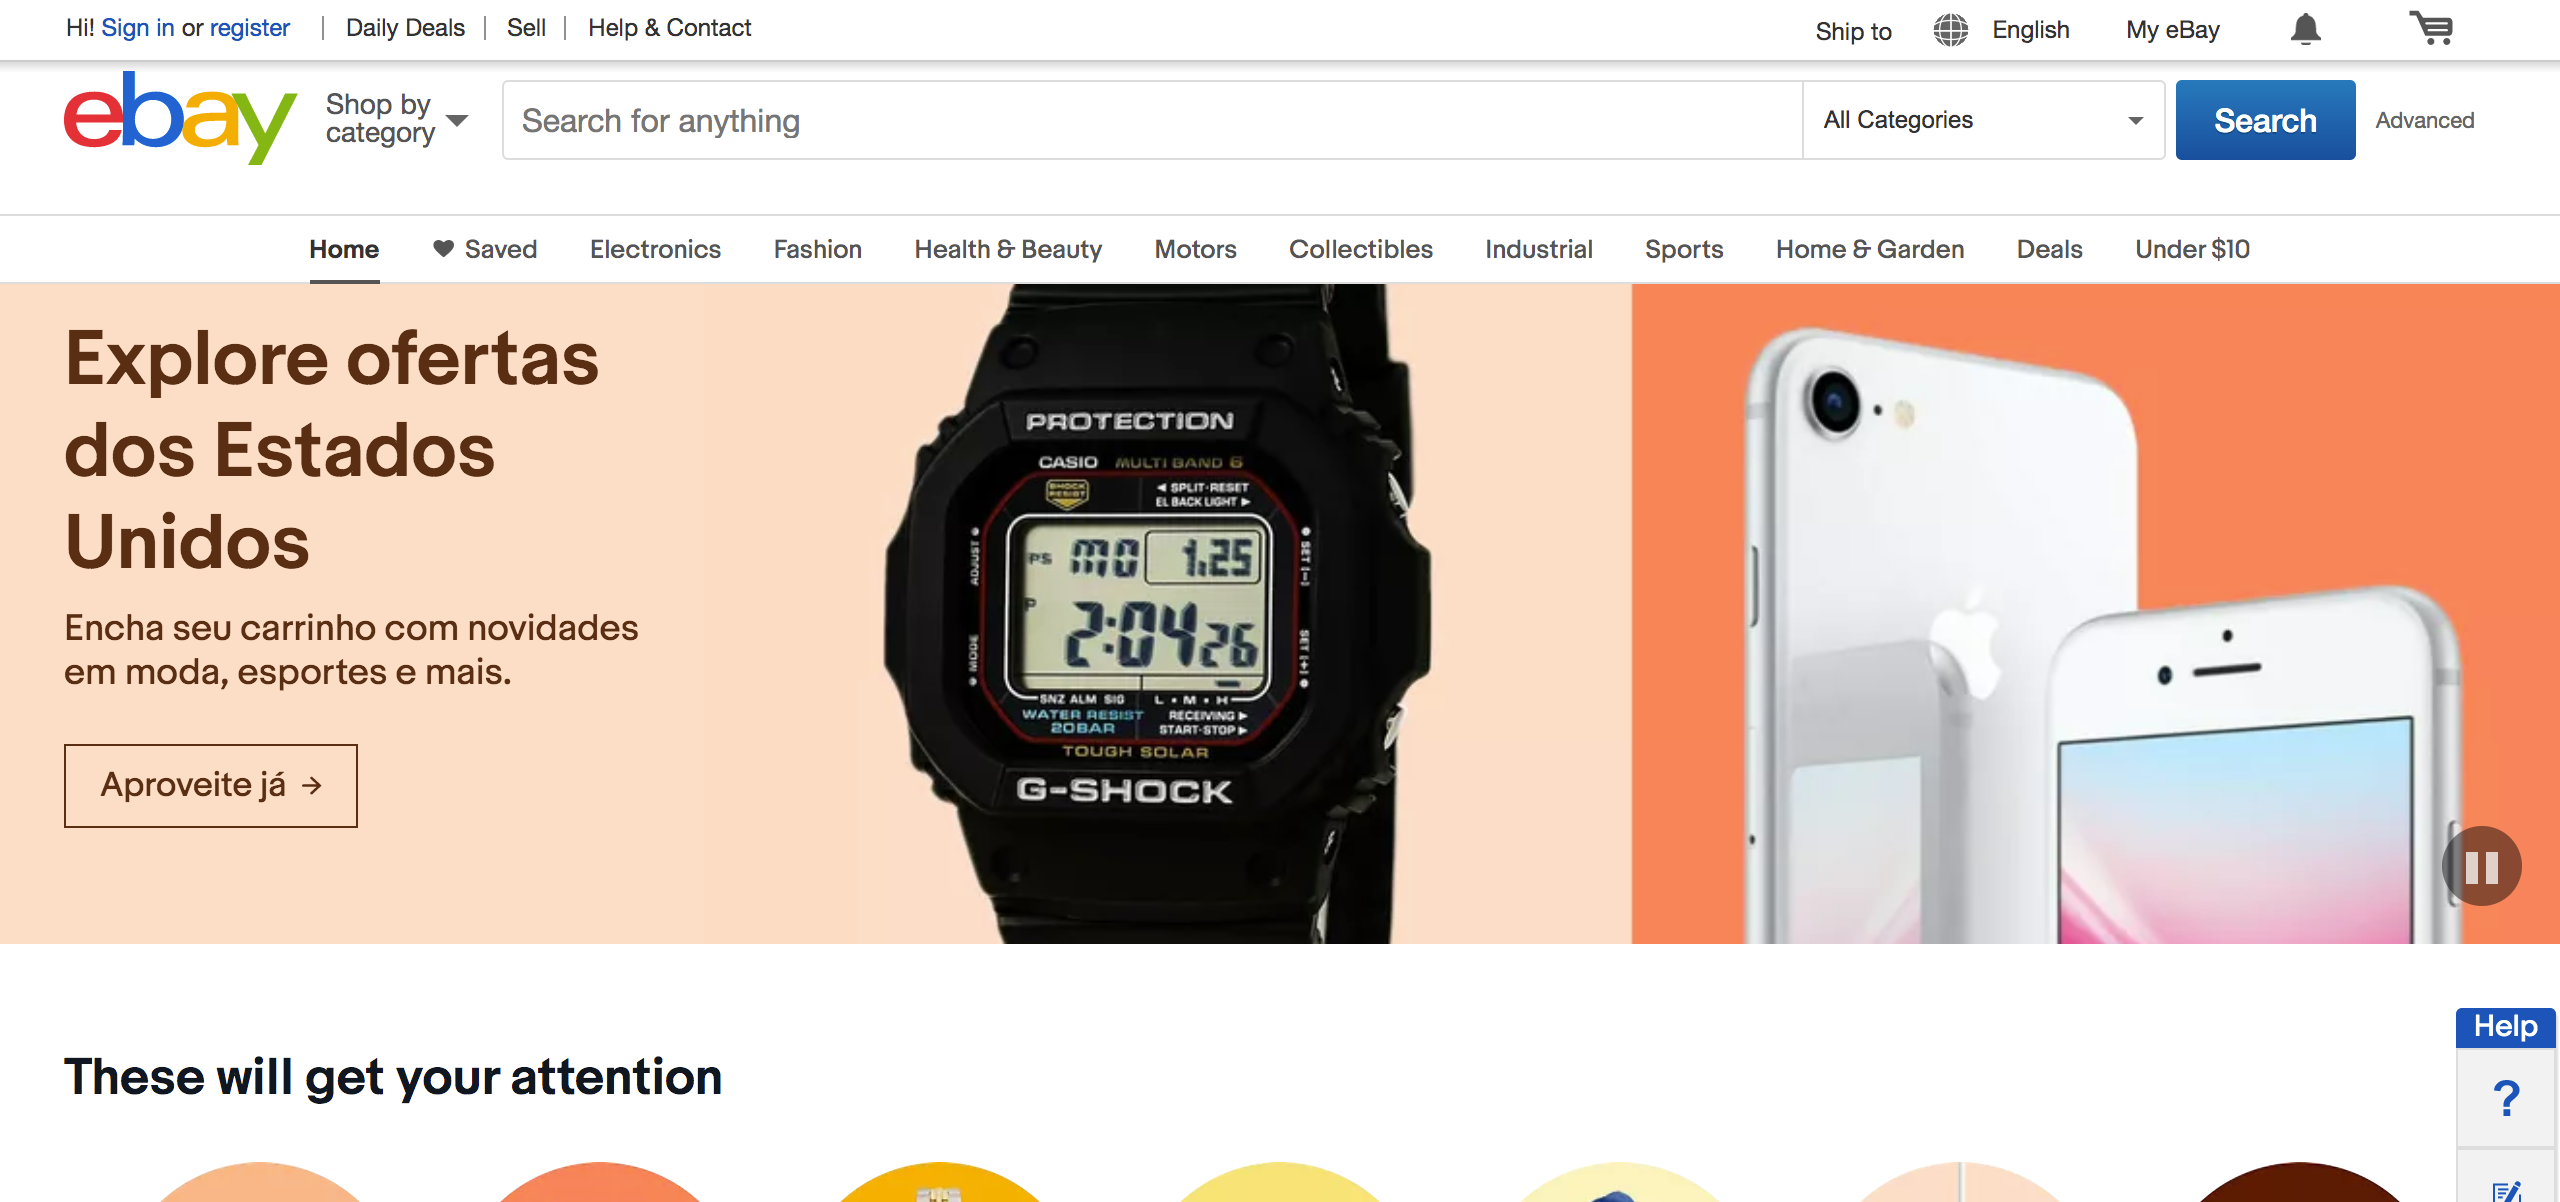 Hi! Sign in or register
Daily Deals
Sell
Help & Contact
Ship to
English
My eBay
ebay
Shop by
category
Search for anything
All Categories
Search
Advanced
Home
Saved
Electronics
Fashion
Health & Beauty
Motors
Collectibles
Industrial
Sports
Home & Garden
Deals
Under $10
Explore ofertas
dos Estados
Unidos
Encha seu carrinho com novidades
em moda, esportes e mais.
Aproveite já →
PROTECTION
CASIO MULTI BAND 6
SHOCK
RESIST
◄ SPLIT·RESET
EL BACK LIGHT ►
ADJUST
SET [–]
PS MO 1.25
P
2:04 26
MODE
SET [+]
SNZ ALM SIG
L • M • H
WATER RESIST
20BAR
RECEIVING ►
START·STOP ►
TOUGH SOLAR
G-SHOCK
These will get your attention
Help
?